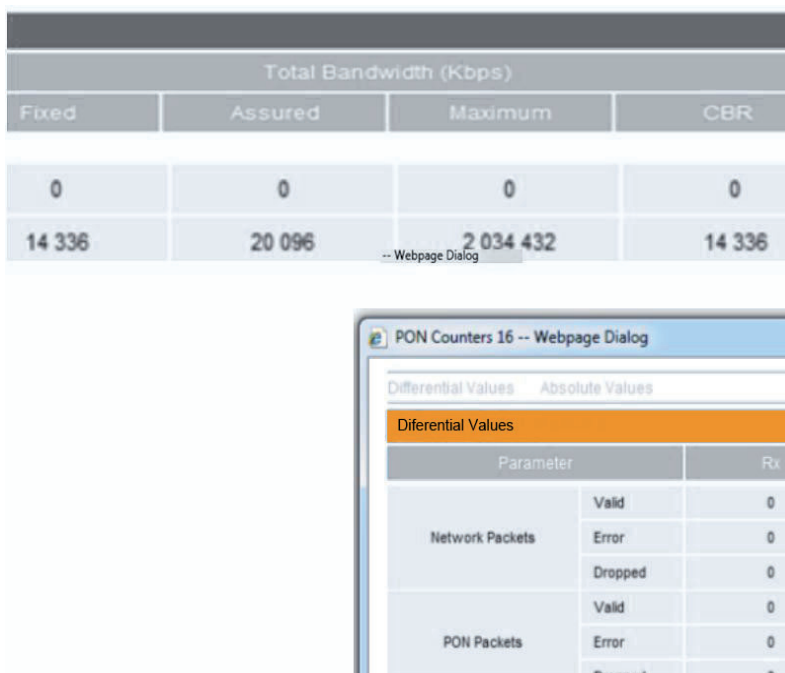 Total Bandwidth (Kbps)
Fixed Assured Maximum CBR
0 0 0 0
14 336 20 096 2 034 432 14 336
-- Webpage Dialog
PON Counters 16 -- Webpage Dialog
Differential Values Absolute Values
Diferential Values
Parameter Rx
Valid 0
Network Packets Error 0
Dropped 0
Valid 0
PON Packets Error 0